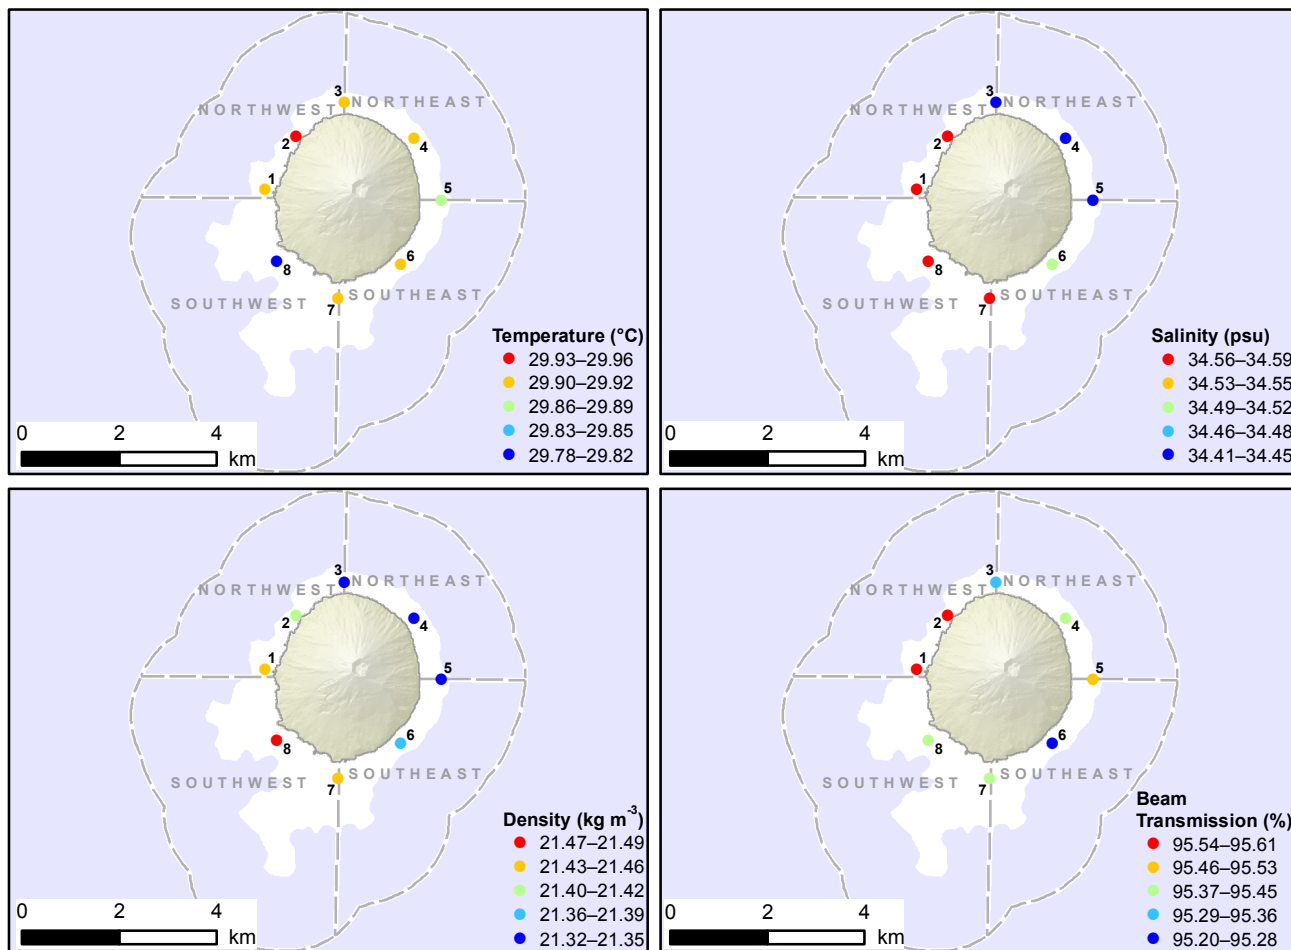 3
NORTHWEST
NORTHEAST
2
4
1
5
8
6
SOUTHWEST
SOUTHEAST
7
Temperature (°C)
29.93–29.96
29.90–29.92
29.86–29.89
29.83–29.85
29.78–29.82
0 2 4
km
3
NORTHWEST
NORTHEAST
2
4
1
5
8
6
SOUTHWEST
SOUTHEAST
7
Salinity (psu)
34.56–34.59
34.53–34.55
34.49–34.52
34.46–34.48
34.41–34.45
0 2 4
km
3
NORTHWEST
NORTHEAST
2
4
1
5
8
6
SOUTHWEST
SOUTHEAST
7
Density (kg m⁻³)
21.47–21.49
21.43–21.46
21.40–21.42
21.36–21.39
21.32–21.35
0 2 4
km
3
NORTHWEST
NORTHEAST
2
4
1
5
8
6
SOUTHWEST
SOUTHEAST
7
Beam
Transmission (%)
95.54–95.61
95.46–95.53
95.37–95.45
95.29–95.36
95.20–95.28
0 2 4
km